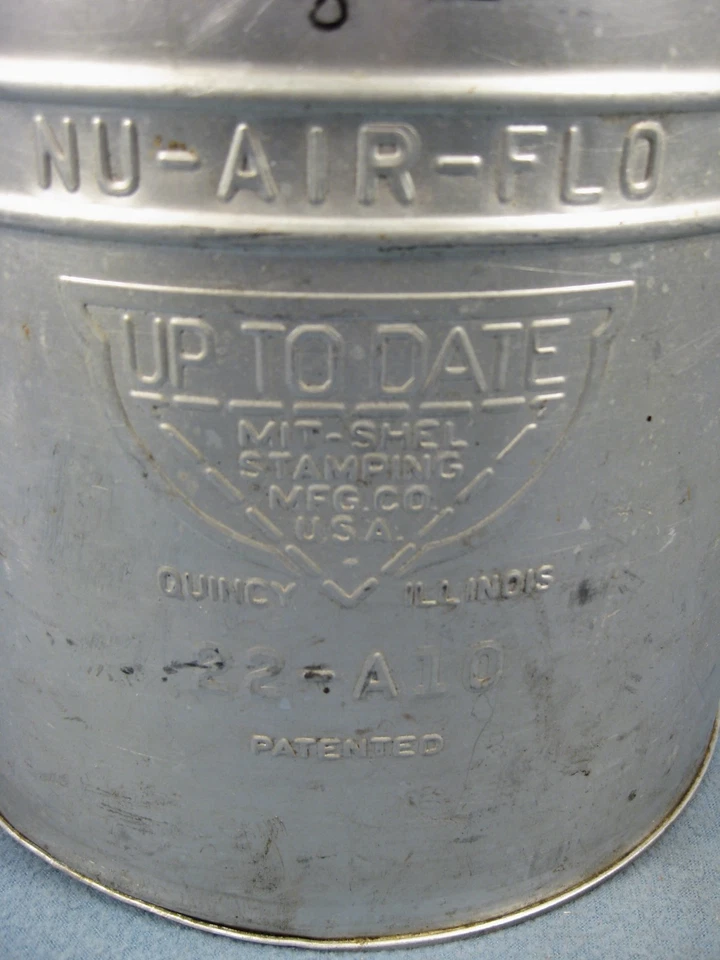 NU-AIR-FLO
UP TO DATE
MIT-SHEL
STAMPING
MFG.CO.
U.S.A.
QUINCY ILLINOIS
22-A10
PATENTED